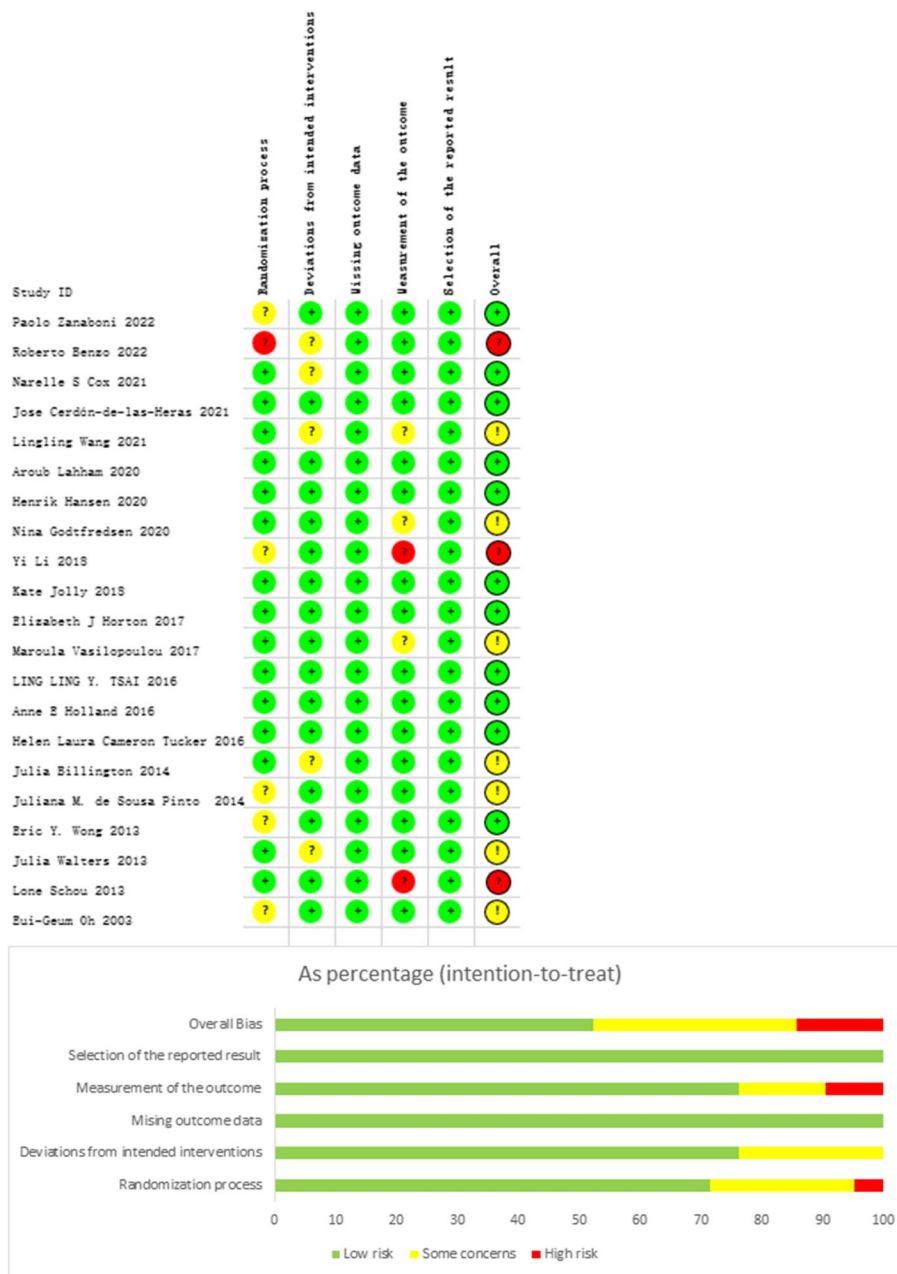 Randomisation process
Deviations from intended interventions
Missing outcome data
Measurement of the outcome
Selection of the reported result
Overall
Study ID
Paolo Zanaboni 2022 ? + + + + +
Roberto Benzo 2022 ? ? + + + ?
Narelle S Cox 2021 + ? + + + +
Jose Cerdón-de-las-Heras 2021 + + + + + +
Lingling Wang 2021 + ? + ? + !
Aroub Lahham 2020 + + + + + +
Henrik Hansen 2020 + + + + + +
Nina Godtfredsen 2020 + + + ? + !
Yi Li 2018 ? + + ? + ?
Kate Jolly 2018 + + + + + +
Elizabeth J Horton 2017 + + + + + +
Maroula Vasilopoulou 2017 + + + ? + !
LING LING Y. TSAI 2016 + + + + + +
Anne E Holland 2016 + + + + + +
Helen Laura Cameron Tucker 2016 + + + + + +
Julia Billington 2014 + ? + + + !
Juliana M. de Sousa Pinto 2014 ? + + + + !
Eric Y. Wong 2013 ? + + + + +
Julia Walters 2013 + ? + + + !
Lone Schou 2013 + + + ? + ?
Eui-Geum Oh 2003 ? + + + + !
As percentage (intention-to-treat)
Overall Bias
Selection of the reported result
Measurement of the outcome
Mising outcome data
Deviations from intended interventions
Randomization process
0 10 20 30 40 50 60 70 80 90 100
Low risk Some concerns High risk